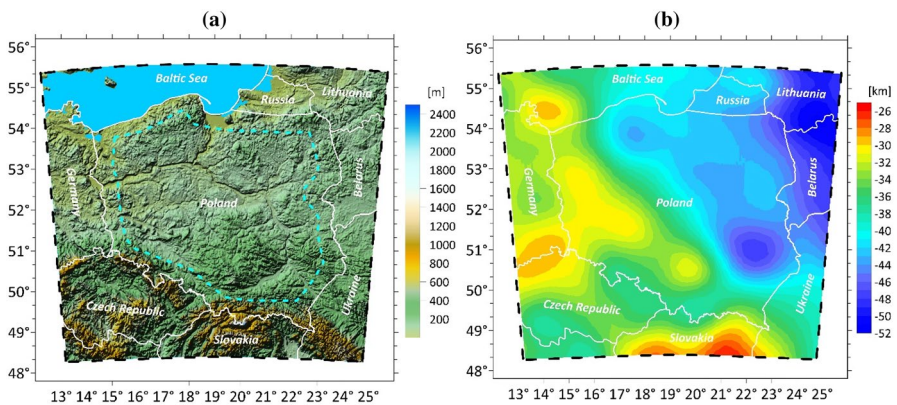 (a)
56°
55°
54°
53°
52°
51°
50°
49°
48°
13° 14° 15° 16° 17° 18° 19° 20° 21° 22° 23° 24° 25°
Baltic Sea
Lithuania
Russia
Germany
Poland
Belarus
Ukraine
Czech Republic
Slovakia
[m]
2400
2200
2000
1800
1600
1400
1200
1000
800
600
400
200
(b)
56°
55°
54°
53°
52°
51°
50°
49°
48°
13° 14° 15° 16° 17° 18° 19° 20° 21° 22° 23° 24° 25°
Baltic Sea
Lithuania
Russia
Germany
Poland
Belarus
Ukraine
Czech Republic
Slovakia
[km]
-26
-28
-30
-32
-34
-36
-38
-40
-42
-44
-46
-48
-50
-52